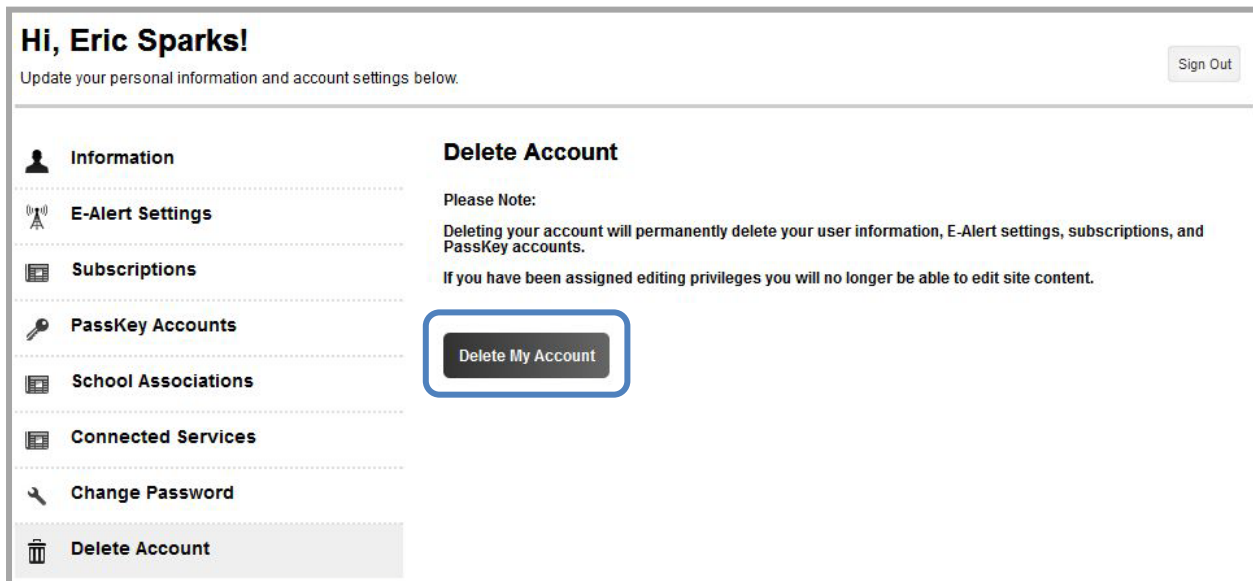 Hi, Eric Sparks!
Update your personal information and account settings below.
Sign Out
Information
E-Alert Settings
Subscriptions
PassKey Accounts
School Associations
Connected Services
Change Password
Delete Account
Delete Account
Please Note:
Deleting your account will permanently delete your user information, E-Alert settings, subscriptions, and
PassKey accounts.
If you have been assigned editing privileges you will no longer be able to edit site content.
Delete My Account